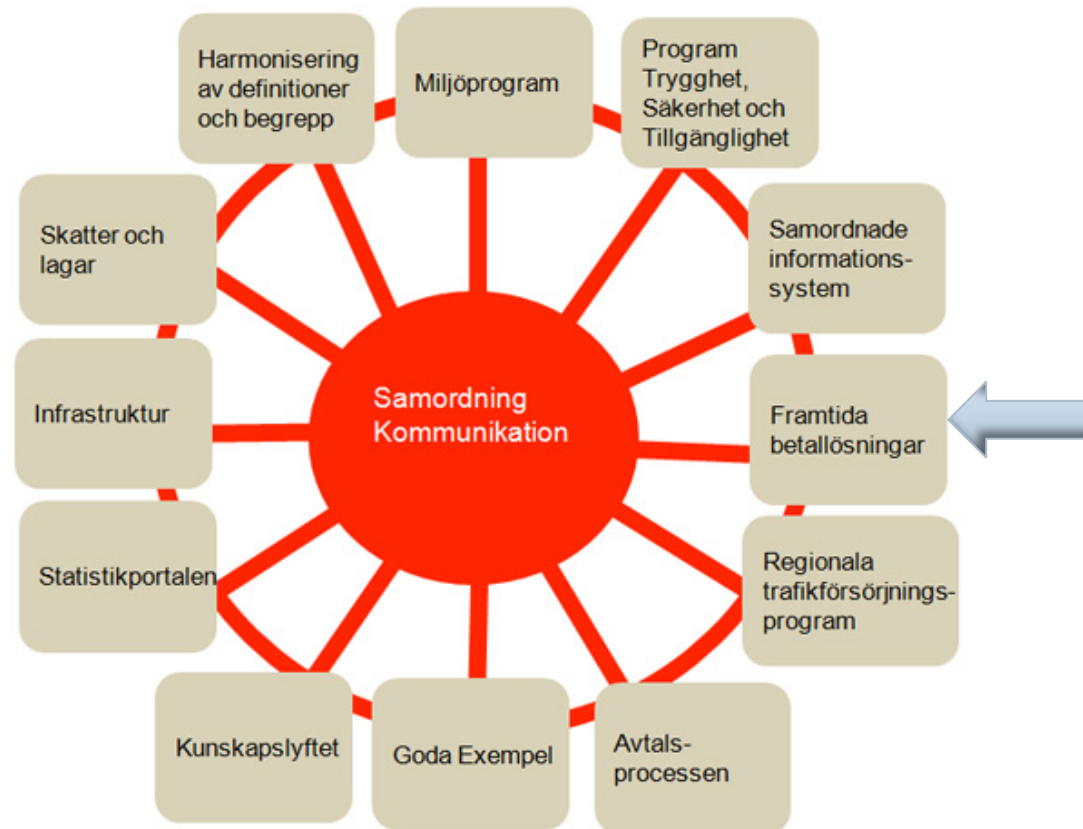 Harmonisering
av definitioner
och begrepp
Miljöprogram
Program
Trygghet,
Säkerhet och
Tillgänglighet
Samordnade
informations-
system
Framtida
betallösningar
Regionala
trafikförsörjnings-
program
Avtals-
processen
Goda Exempel
Kunskapslyftet
Statistikportalen
Infrastruktur
Skatter och
lagar
Samordning
Kommunikation